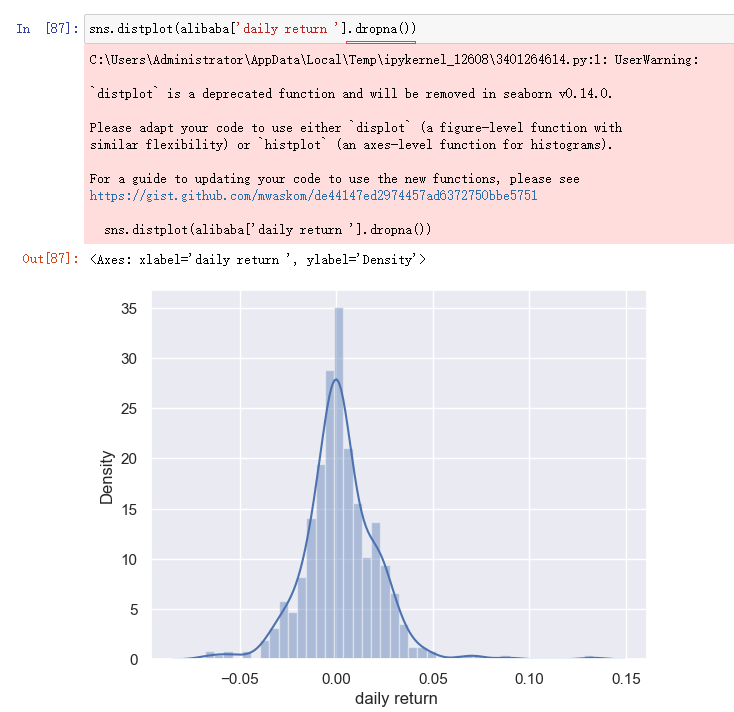 In [87]: sns.distplot(alibaba['daily return '].dropna())
C:\Users\Administrator\AppData\Local\Temp\ipykernel_12608\3401264614.py:1: UserWarning:
`distplot` is a deprecated function and will be removed in seaborn v0.14.0.
Please adapt your code to use either `displot` (a figure-level function with
similar flexibility) or `histplot` (an axes-level function for histograms).
For a guide to updating your code to use the new functions, please see
https://gist.github.com/mwaskom/de44147ed2974457ad6372750bbe5751
sns.distplot(alibaba['daily return '].dropna())
Out[87]: <Axes: xlabel='daily return ', ylabel='Density'>
35
30
25
20
15
10
5
0
Density
−0.05 0.00 0.05 0.10 0.15
daily return